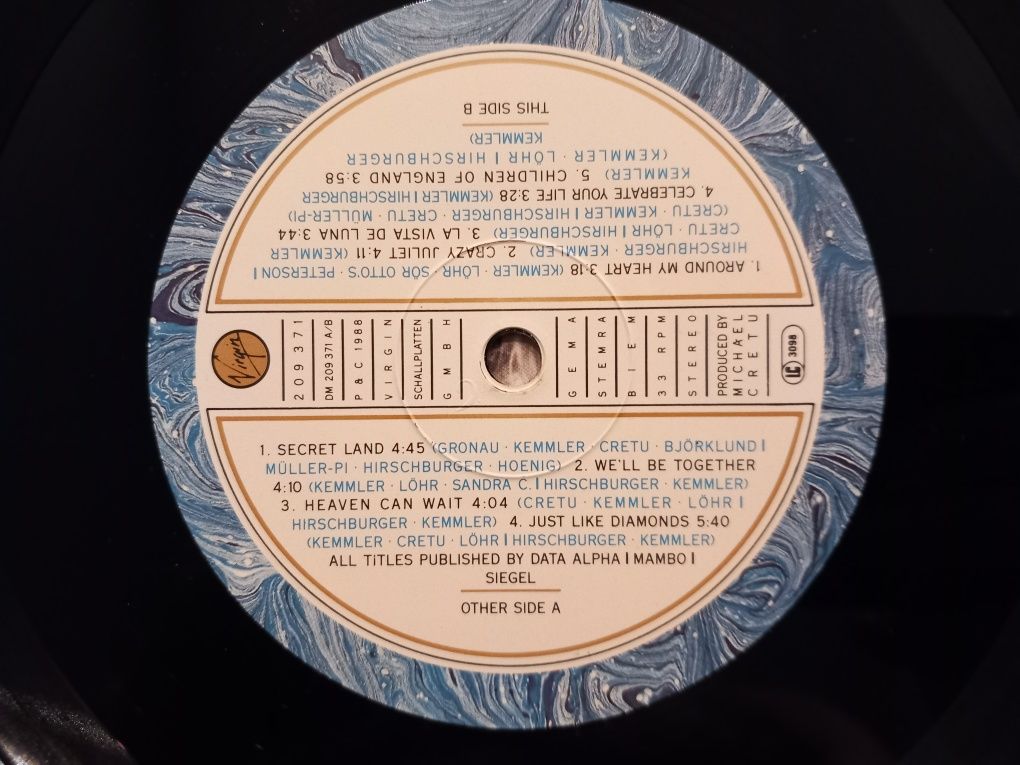 THIS SIDE B
1. AROUND MY HEART 3:18 (KEMMLER · LÖHR · SÖR OTTO'S · PETERSON |
HIRSCHBURGER · KEMMLER) 2. CRAZY JULIET 4:11 (KEMMLER ·
CRETU · LÖHR | HIRSCHBURGER) 3. LA VISTA DE LUNA 3:44
(CRETU · KEMMLER | HIRSCHBURGER · CRETU · MÜLLER-PI)
4. CELEBRATE YOUR LIFE 3:28 (KEMMLER | HIRSCHBURGER ·
KEMMLER) 5. CHILDREN OF ENGLAND 3:58
(KEMMLER · LÖHR | HIRSCHBURGER ·
KEMMLER)
Virgin
209371
DM 209 371 A/B
P & C 1988
VIRGIN
SCHALLPLATTEN
GMBH
GEMA
STEMRA
BIEM
33 RPM
STEREO
PRODUCED BY
MICHAEL
CRETU
LC 3098
1. SECRET LAND 4:45 (GRONAU · KEMMLER · CRETU · BJÖRKLUND |
MÜLLER-PI · HIRSCHBURGER · HOENIG) 2. WE'LL BE TOGETHER
4:10 (KEMMLER · LÖHR · SANDRA C. | HIRSCHBURGER · KEMMLER)
3. HEAVEN CAN WAIT 4:04 (CRETU · KEMMLER · LÖHR |
HIRSCHBURGER · KEMMLER) 4. JUST LIKE DIAMONDS 5:40
(KEMMLER · CRETU · LÖHR | HIRSCHBURGER · KEMMLER)
ALL TITLES PUBLISHED BY DATA ALPHA | MAMBO |
SIEGEL
OTHER SIDE A